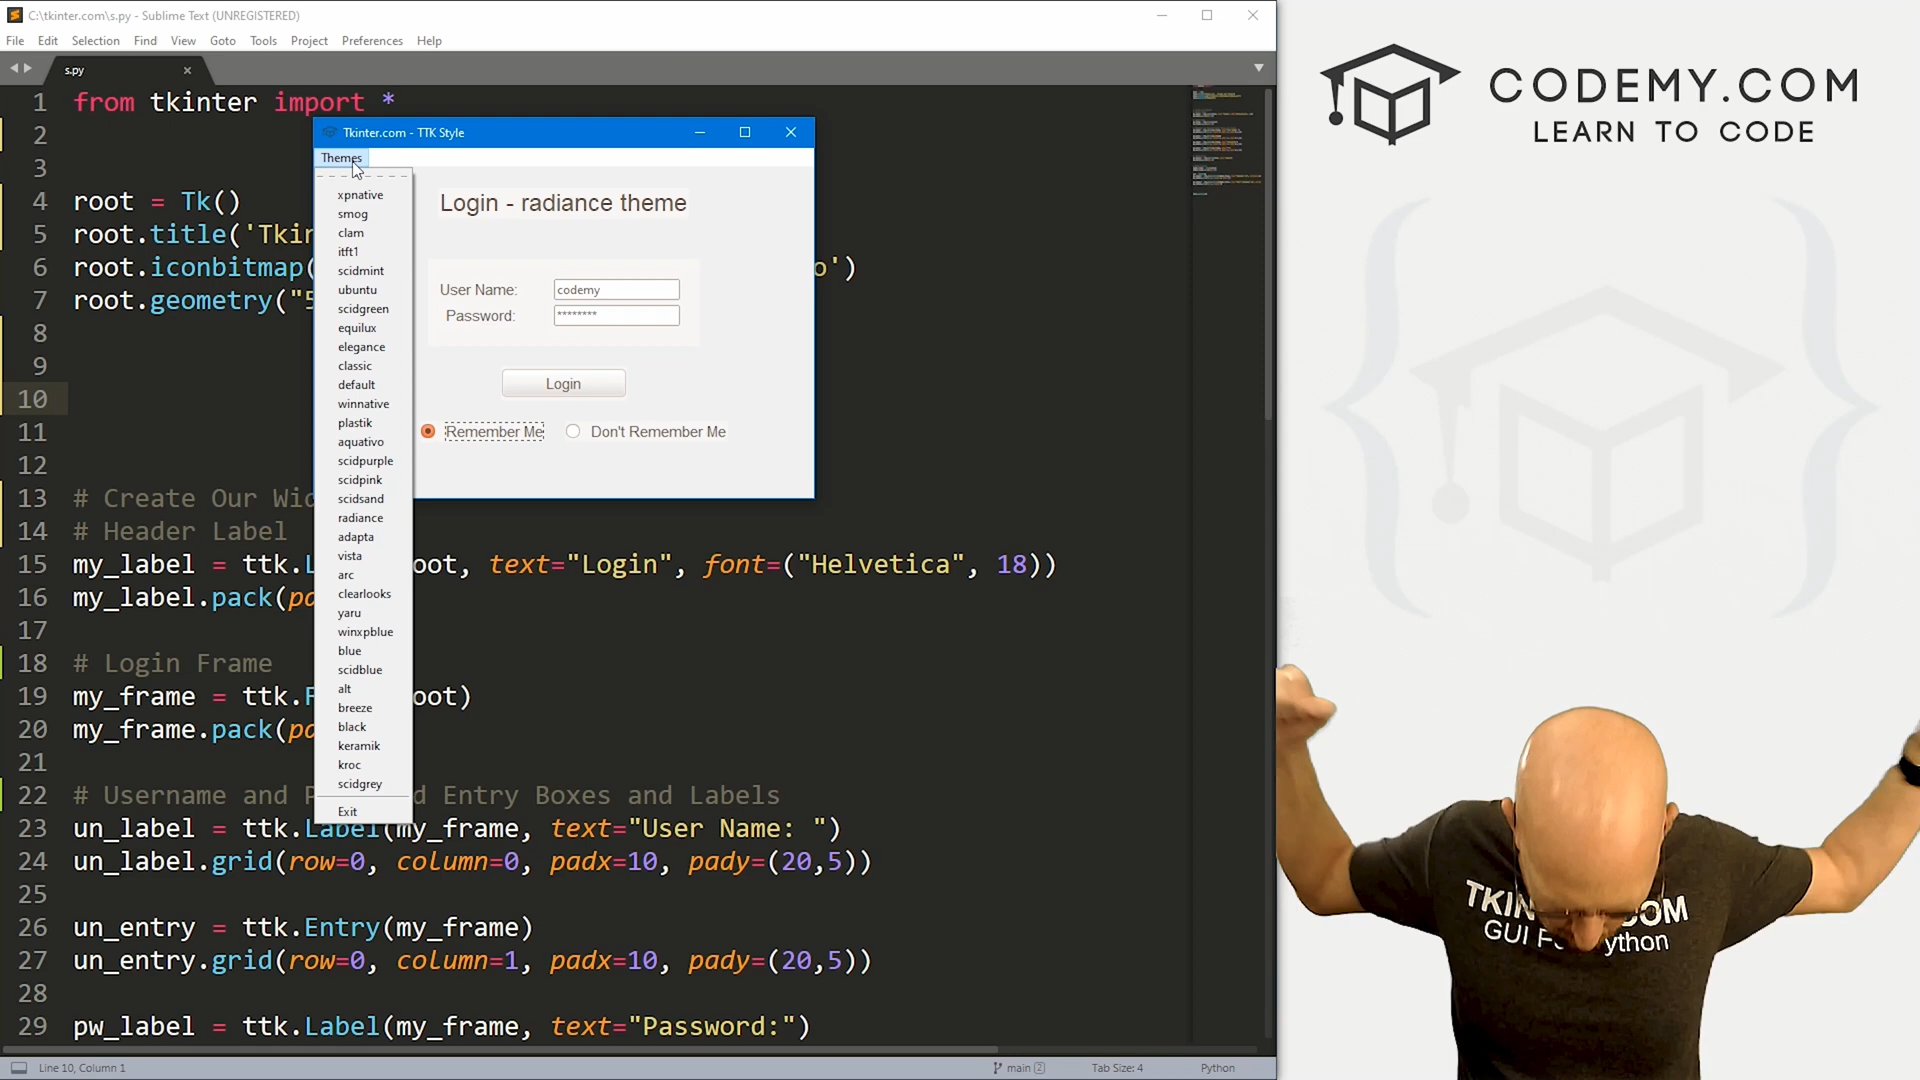 C:\tkinter.com\s.py - Sublime Text (UNREGISTERED)
File Edit Selection Find View Goto Tools Project Preferences Help
s.py
1 from tkinter import *
2
3
4 root = Tk()
5 root.title('Tkin
6 root.iconbitmap( o')
7 root.geometry("5
8
9
10
11
12
13 # Create Our Wid
14 # Header Label
15 my_label = ttk.L oot, text="Login", font=("Helvetica", 18))
16 my_label.pack(pa
17
18 # Login Frame
19 my_frame = ttk.F oot)
20 my_frame.pack(pa
21
22 # Username and P d Entry Boxes and Labels
23 un_label = ttk.Label(my_frame, text="User Name: ")
24 un_label.grid(row=0, column=0, padx=10, pady=(20,5))
25
26 un_entry = ttk.Entry(my_frame)
27 un_entry.grid(row=0, column=1, padx=10, pady=(20,5))
28
29 pw_label = ttk.Label(my_frame, text="Password:")
Tkinter.com - TTK Style
Themes
xpnative
smog
clam
itft1
scidmint
ubuntu
scidgreen
equilux
elegance
classic
default
winnative
plastik
aquativo
scidpurple
scidpink
scidsand
radiance
adapta
vista
arc
clearlooks
yaru
winxpblue
blue
scidblue
alt
breeze
black
keramik
kroc
scidgrey
Exit
Login - radiance theme
User Name: codemy
Password: ********
Login
Remember Me Don't Remember Me
Line 10, Column 1 main 2 Tab Size: 4 Python
CODEMY.COM
LEARN TO CODE
TKIN OM
GUI F ython